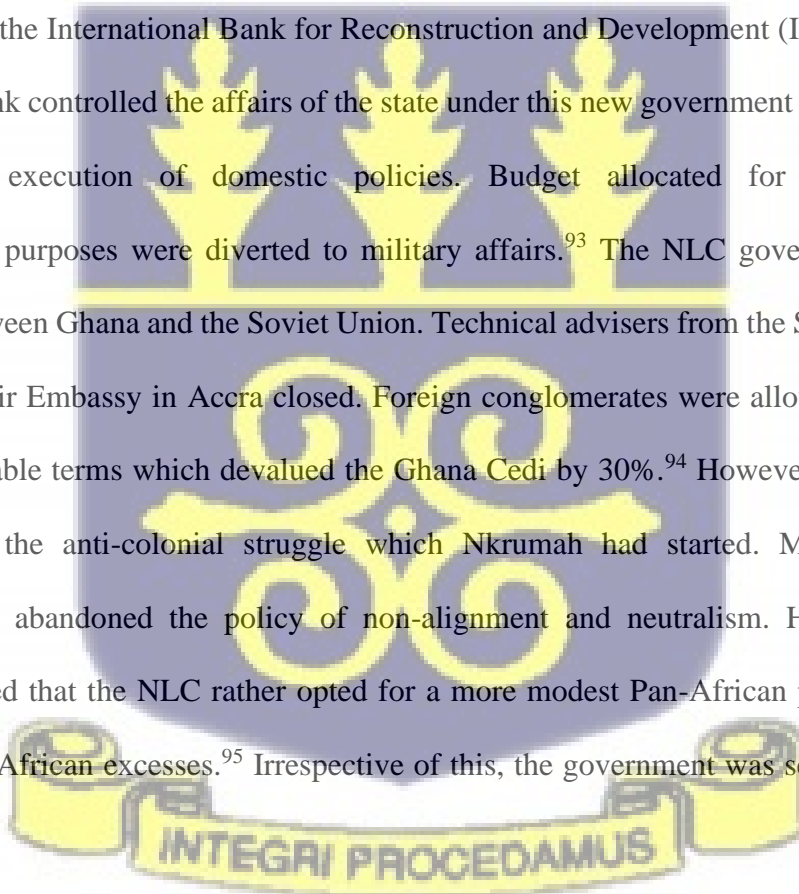 the International Bank for Reconstruction and Development (I
nk controlled the affairs of the state under this new government
execution of domestic policies. Budget allocated for
purposes were diverted to military affairs.93 The NLC gove
ween Ghana and the Soviet Union. Technical advisers from the S
ir Embassy in Accra closed. Foreign conglomerates were allo
able terms which devalued the Ghana Cedi by 30%.94 Howeve
the anti-colonial struggle which Nkrumah had started. M
abandoned the policy of non-alignment and neutralism. H
ed that the NLC rather opted for a more modest Pan-African p
African excesses.95 Irrespective of this, the government was se
INTEGRI PROCEDAMUS